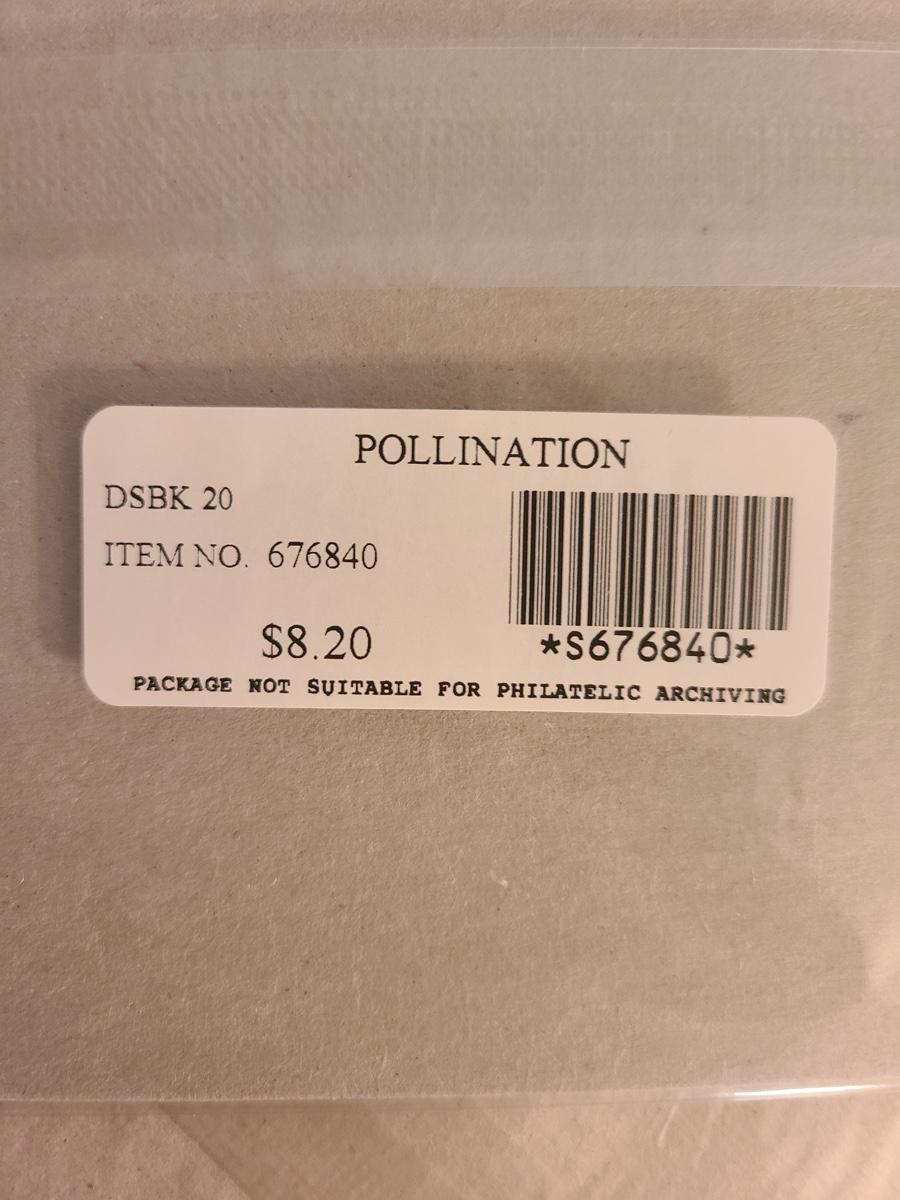 POLLINATION
DSBK 20
ITEM NO. 676840
$8.20
*S676840*
PACKAGE NOT SUITABLE FOR PHILATELIC ARCHIVING